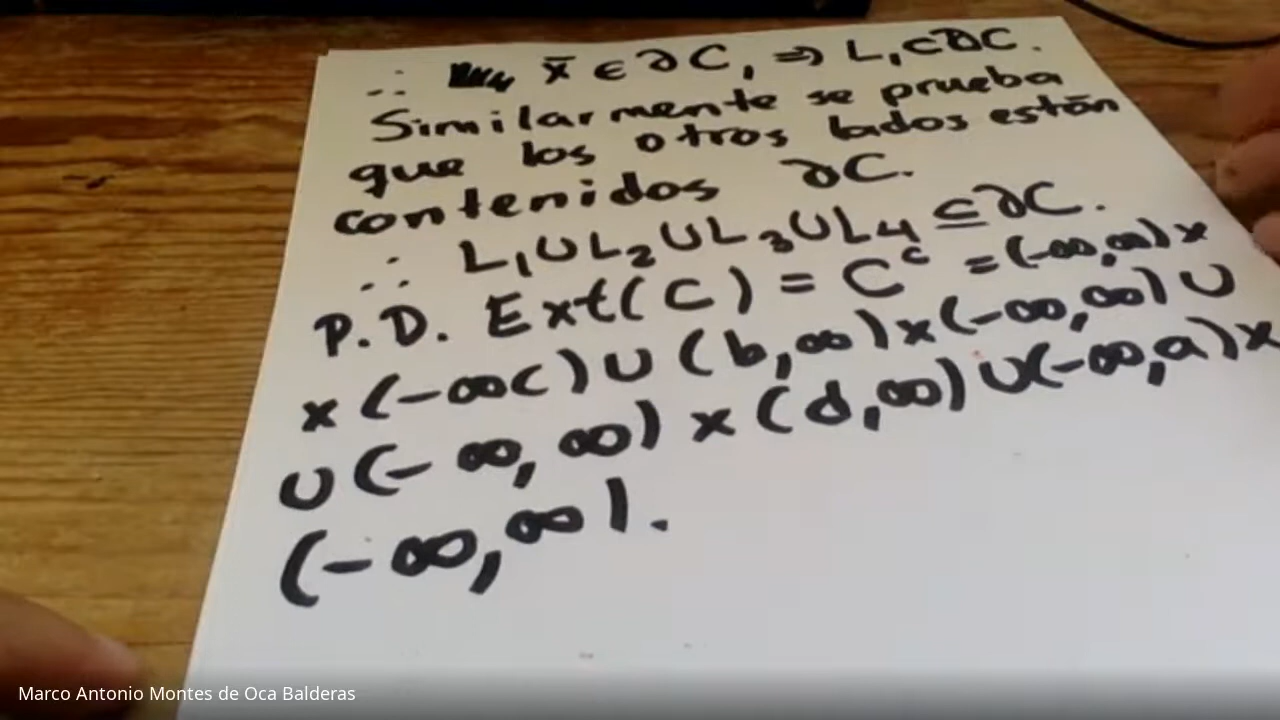 ∴ x̄ ∈ ∂C, ⇒ L₁⊂∂C.
Similarmente se prueba
que los otros lados están
contenidos ∂C.
∴ L₁∪L₂∪L₃∪L₄ ⊆ ∂C.
P.D. Ext(C) = Cᶜ = (-∞,∞)×
×(-∞c)∪(b,∞)×(-∞,∞)∪
∪(-∞,∞)×(d,∞)∪(-∞,a)×
(-∞,∞).
Marco Antonio Montes de Oca Balderas